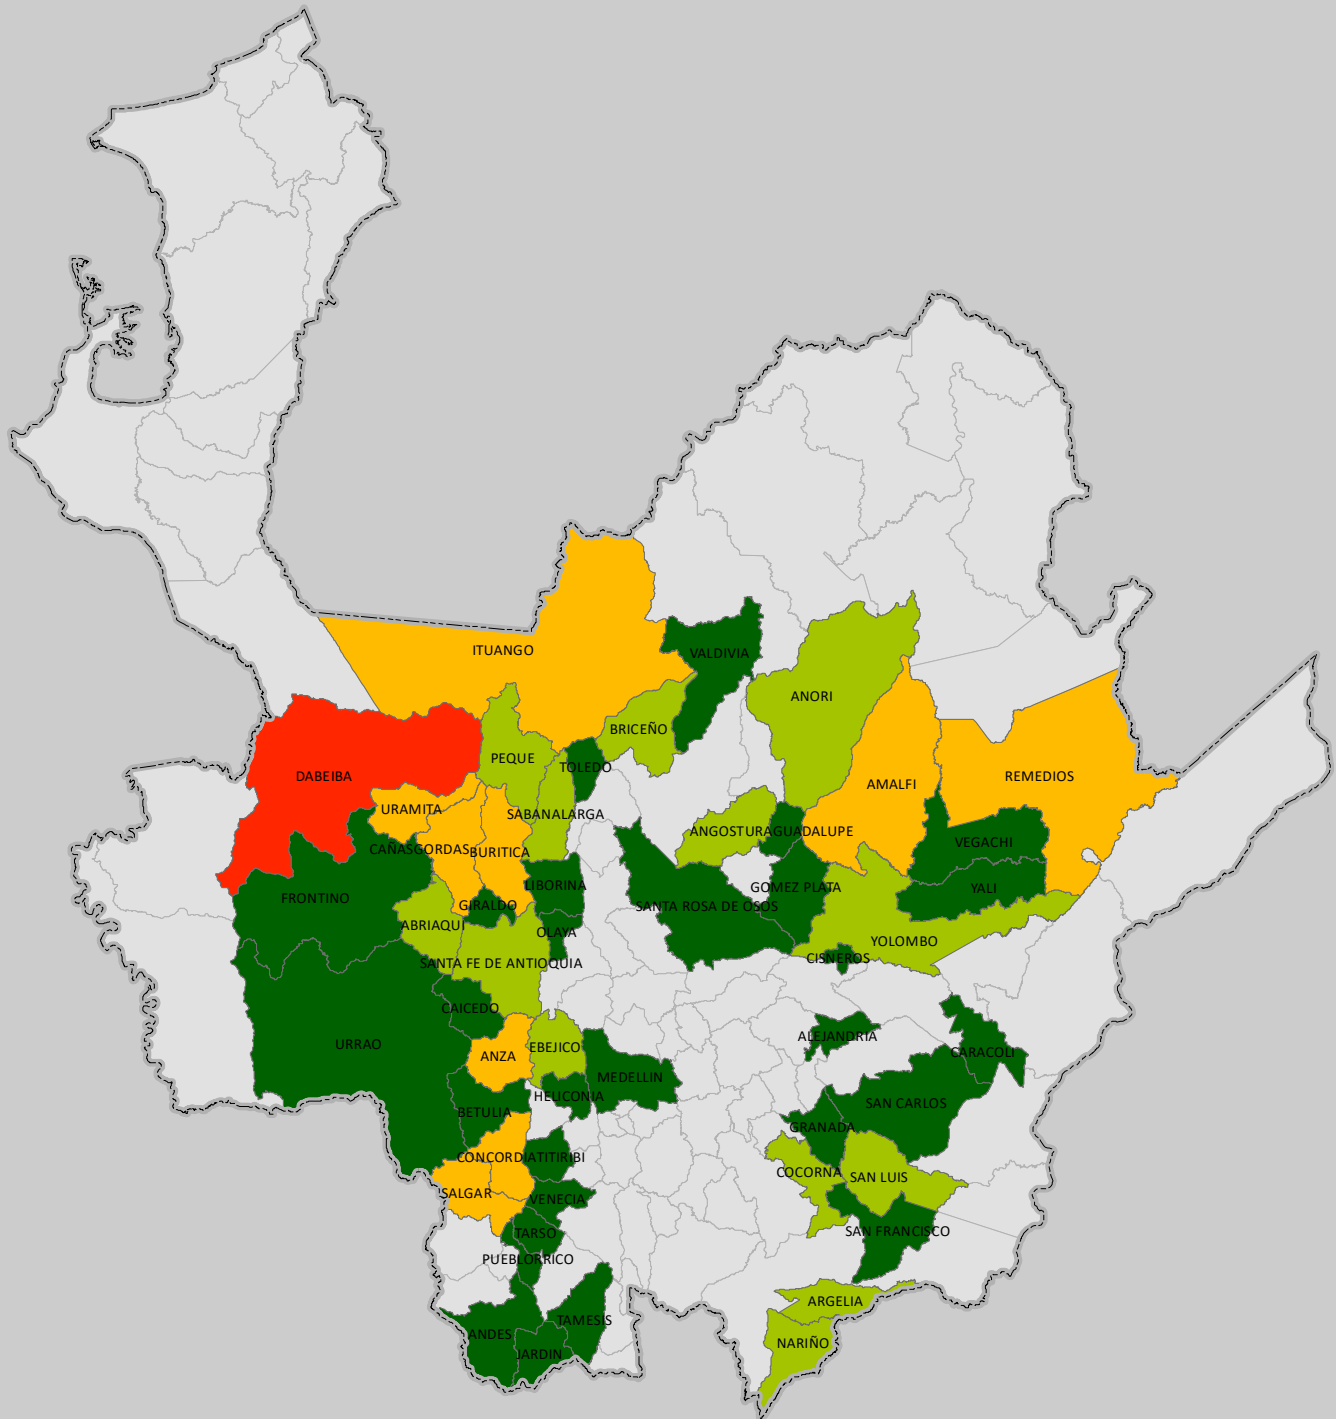 ITUANGO
VALDIVIA
ANORI
BRICEÑO
PEQUE
TOLEDO
DABEIBA
REMEDIOS
AMALFI
URAMITA
SABANALARGA
ANGOSTURA
GUADALUPE
VEGACHI
CAÑASGORDAS
BURITICA
LIBORINA
GOMEZ PLATA
YALI
FRONTINO
GIRALDO
SANTA ROSA DE OSOS
ABRIAQUI
OLAYA
YOLOMBO
SANTA FE DE ANTIOQUIA
CISNEROS
CAICEDO
ALEJANDRIA
URRAO
ANZA
EBEJICO
CARACOLI
MEDELLIN
HELICONIA
SAN CARLOS
BETULIA
GRANADA
CONCORDIA
TITIRIBI
COCORNA
SAN LUIS
SALGAR
VENECIA
TARSO
SAN FRANCISCO
PUEBLORRICO
ARGELIA
TAMESIS
ANDES
NARIÑO
JARDIN